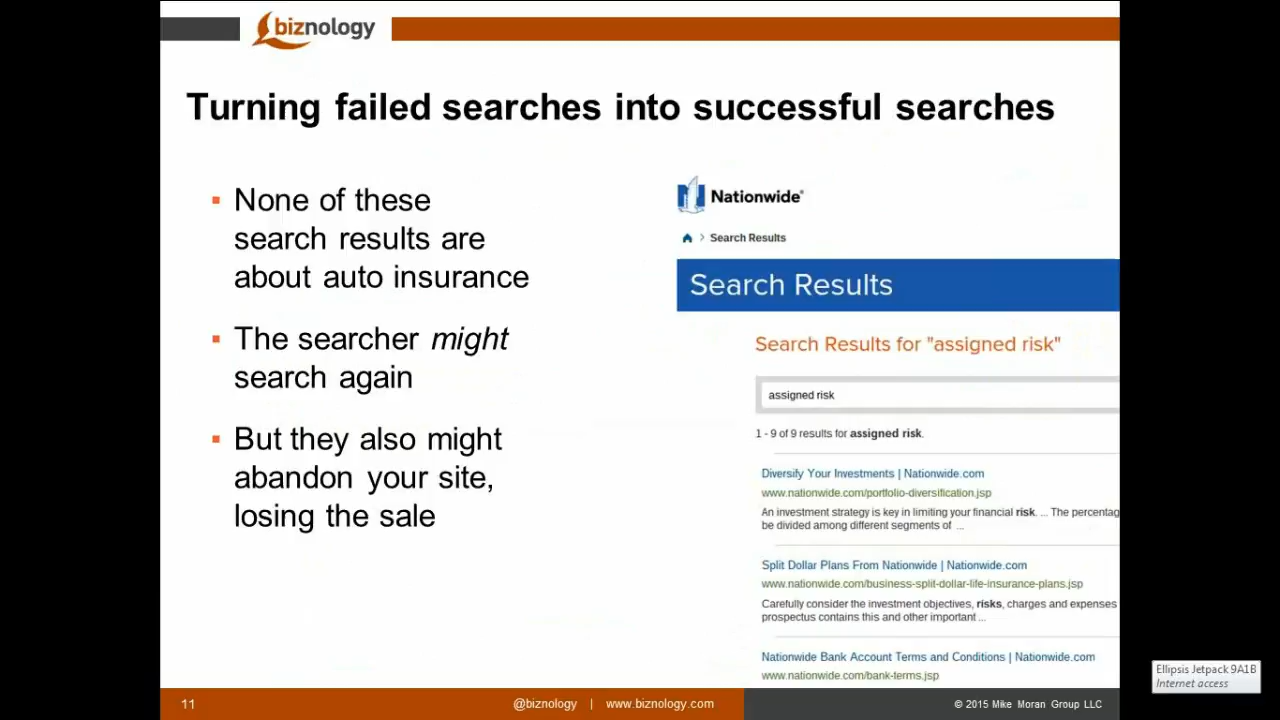 biznology
Turning failed searches into successful searches
None of these
search results are
about auto insurance
The searcher might
search again
But they also might
abandon your site,
losing the sale
Nationwide®
> Search Results
Search Results
Search Results for "assigned risk"
assigned risk
1 - 9 of 9 results for assigned risk.
Diversify Your Investments | Nationwide.com
www.nationwide.com/portfolio-diversification.jsp
An investment strategy is key in limiting your financial risk. ... The percentag
be divided among different segments of ...
Split Dollar Plans From Nationwide | Nationwide.com
www.nationwide.com/business-split-dollar-life-insurance-plans.jsp
Carefully consider the investment objectives, risks, charges and expenses
prospectus contains this and other important ...
Nationwide Bank Account Terms and Conditions | Nationwide.com
www.nationwide.com/bank-terms.jsp
11
@biznology | www.biznology.com
© 2015 Mike Moran Group LLC
Ellipsis Jetpack 9A1B
Internet access